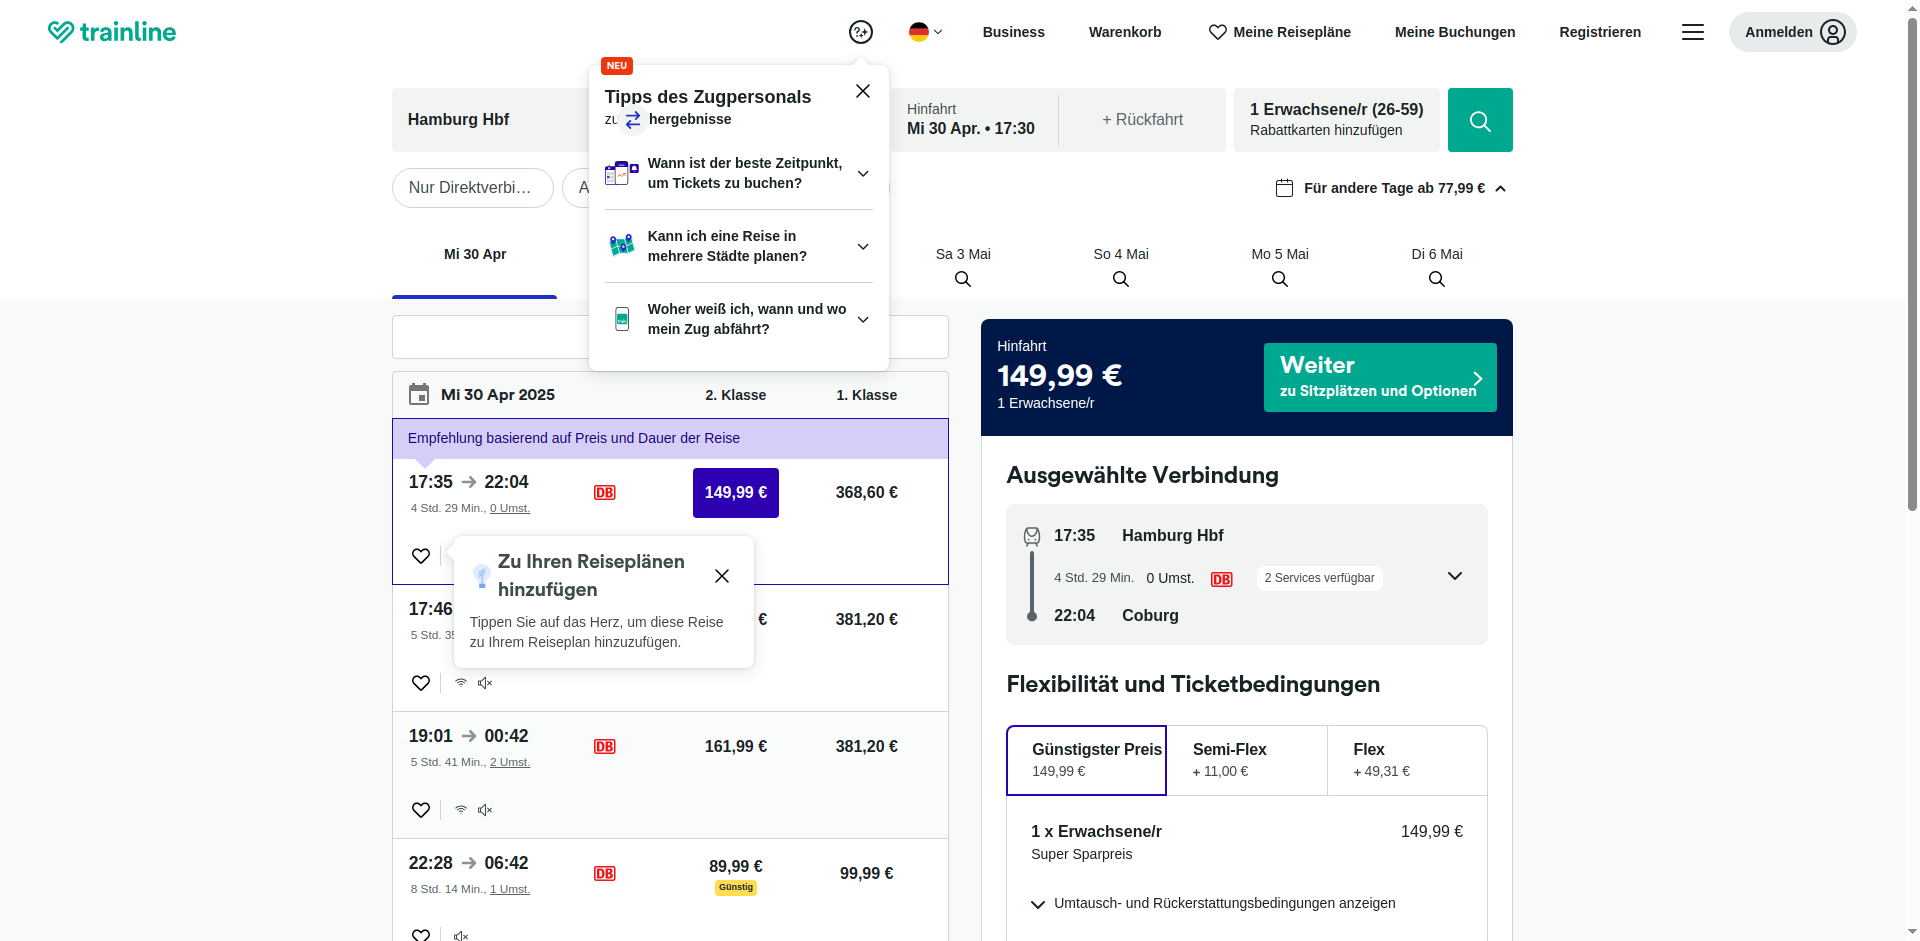 trainline
Business
Warenkorb
Meine Reisepläne
Meine Buchungen
Registrieren
Anmelden
NEU
Tipps des Zugpersonals
zu
hergebnisse
Wann ist der beste Zeitpunkt,
um Tickets zu buchen?
Kann ich eine Reise in
mehrere Städte planen?
Woher weiß ich, wann und wo
mein Zug abfährt?
Hamburg Hbf
Hinfahrt
Mi 30 Apr. • 17:30
+ Rückfahrt
1 Erwachsene/r (26-59)
Rabattkarten hinzufügen
Nur Direktverbi…
A
Für andere Tage ab 77,99 €
Mi 30 Apr
Sa 3 Mai
So 4 Mai
Mo 5 Mai
Di 6 Mai
Mi 30 Apr 2025
2. Klasse
1. Klasse
Empfehlung basierend auf Preis und Dauer der Reise
17:35 → 22:04
DB
149,99 €
368,60 €
4 Std. 29 Min., 0 Umst.
Zu Ihren Reiseplänen
hinzufügen
Tippen Sie auf das Herz, um diese Reise
zu Ihrem Reiseplan hinzuzufügen.
17:46
€
381,20 €
5 Std. 35
19:01 → 00:42
DB
161,99 €
381,20 €
5 Std. 41 Min., 2 Umst.
22:28 → 06:42
DB
89,99 €
Günstig
99,99 €
8 Std. 14 Min., 1 Umst.
Hinfahrt
149,99 €
1 Erwachsene/r
Weiter
zu Sitzplätzen und Optionen
Ausgewählte Verbindung
17:35 Hamburg Hbf
4 Std. 29 Min. 0 Umst. DB 2 Services verfügbar
22:04 Coburg
Flexibilität und Ticketbedingungen
Günstigster Preis
149,99 €
Semi-Flex
+ 11,00 €
Flex
+ 49,31 €
1 x Erwachsene/r
149,99 €
Super Sparpreis
Umtausch- und Rückerstattungsbedingungen anzeigen